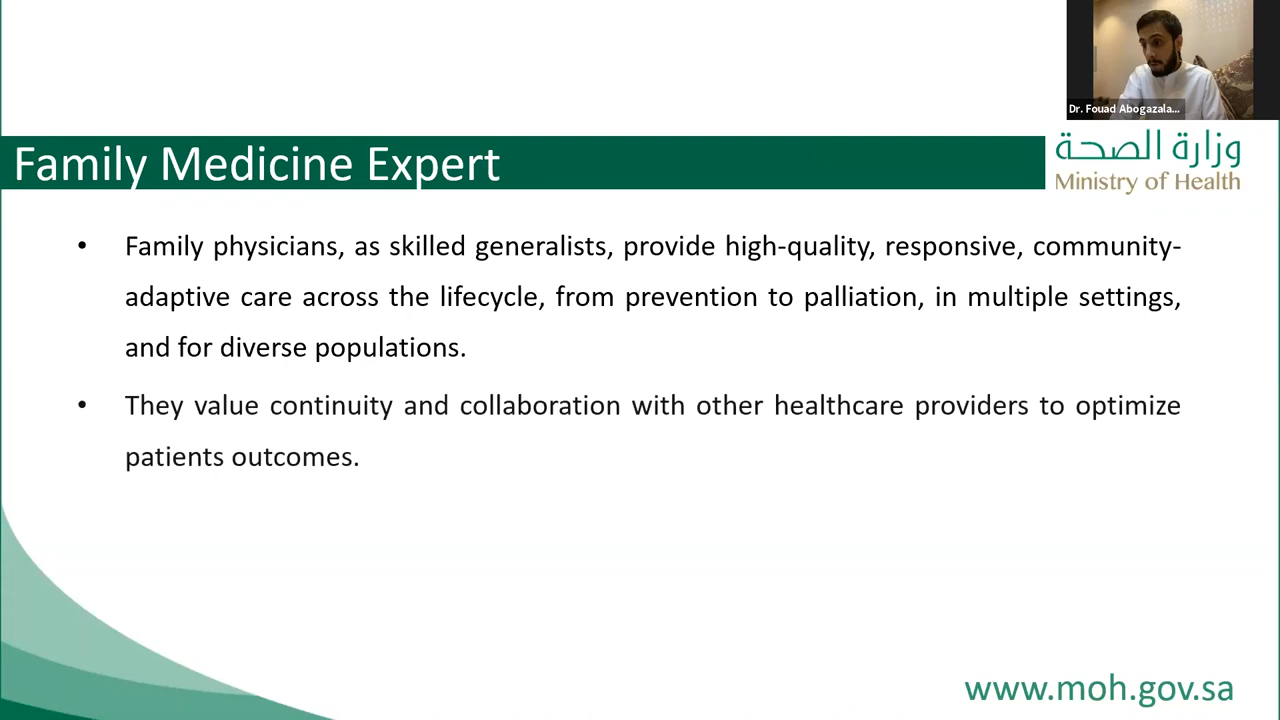 Dr. Fouad Abogazala...
Family Medicine Expert
وزارة الصحة
Ministry of Health
• Family physicians, as skilled generalists, provide high-quality, responsive, community-
adaptive care across the lifecycle, from prevention to palliation, in multiple settings,
and for diverse populations.
• They value continuity and collaboration with other healthcare providers to optimize
patients outcomes.
www.moh.gov.sa